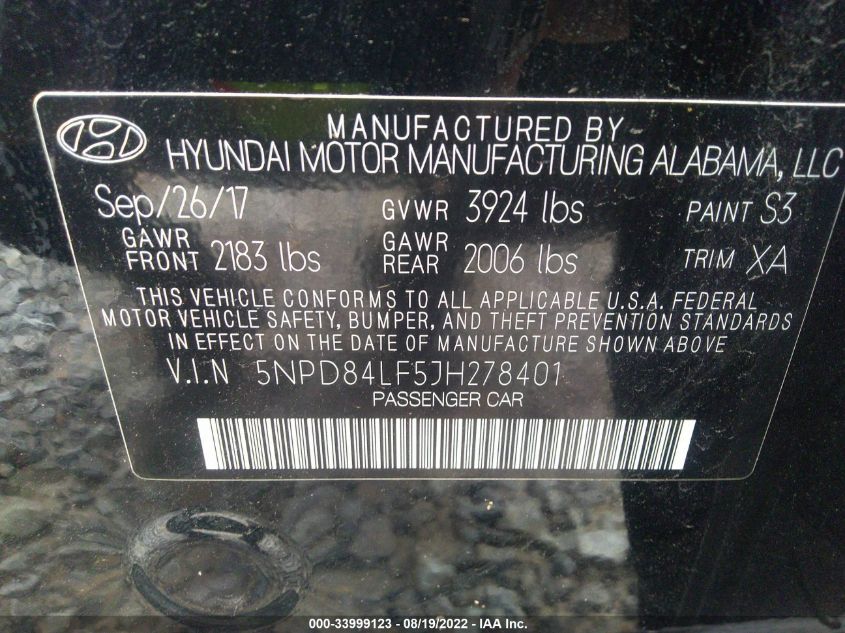 MANUFACTURED BY
HYUNDAI MOTOR MANUFACTURING ALABAMA, LLC
Sep/26/17 GVWR 3924 lbs PAINT S3
GAWR FRONT 2183 lbs GAWR REAR 2006 lbs TRIM XA
THIS VEHICLE CONFORMS TO ALL APPLICABLE U.S.A. FEDERAL
MOTOR VEHICLE SAFETY, BUMPER, AND THEFT PREVENTION STANDARDS
IN EFFECT ON THE DATE OF MANUFACTURE SHOWN ABOVE.
V.I.N 5NPD84LF5JH278401
PASSENGER CAR
000-33999123 - 08/19/2022 - IAA Inc.